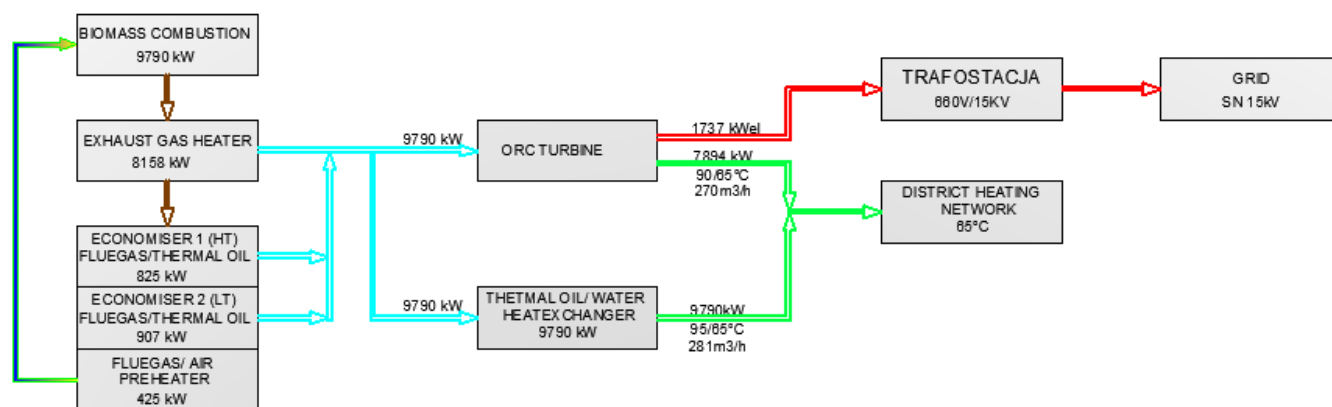 BIOMASS COMBUSTION
9790 kW
EXHAUST GAS HEATER
8158 kW
ECONOMISER 1 (HT)
FLUEGAS/THERMAL OIL
825 kW
ECONOMISER 2 (LT)
FLUEGAS/THERMAL OIL
907 kW
FLUEGAS/ AIR
PREHEATER
425 kW
9790 kW
ORC TURBINE
9790 kW
THETMAL OIL/ WATER
HEATEXCHANGER
9790 kW
1737 kWel
7894 kW
90/65°C
270m3/h
9790kW
95/65°C
281m3/h
TRAFOSTACJA
660V/15KV
DISTRICT HEATING
NETWORK
65°C
GRID
SN 15kV